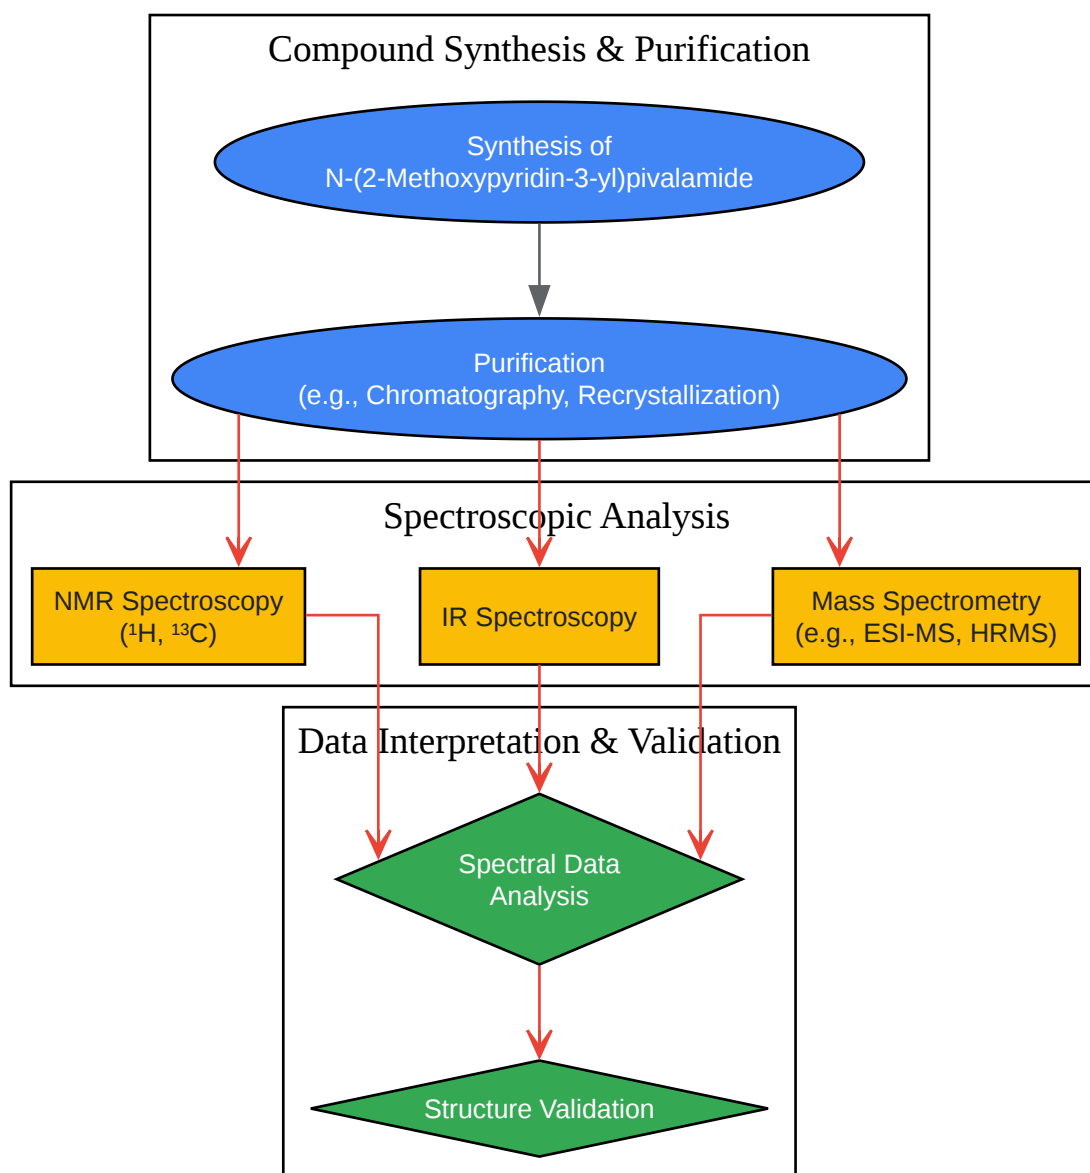 Compound Synthesis & Purification
Synthesis of
N-(2-Methoxypyridin-3-yl)pivalamide
Purification
(e.g., Chromatography, Recrystallization)
Spectroscopic Analysis
NMR Spectroscopy
(¹H, ¹³C)
IR Spectroscopy
Mass Spectrometry
(e.g., ESI-MS, HRMS)
Data Interpretation & Validation
Spectral Data
Analysis
Structure Validation